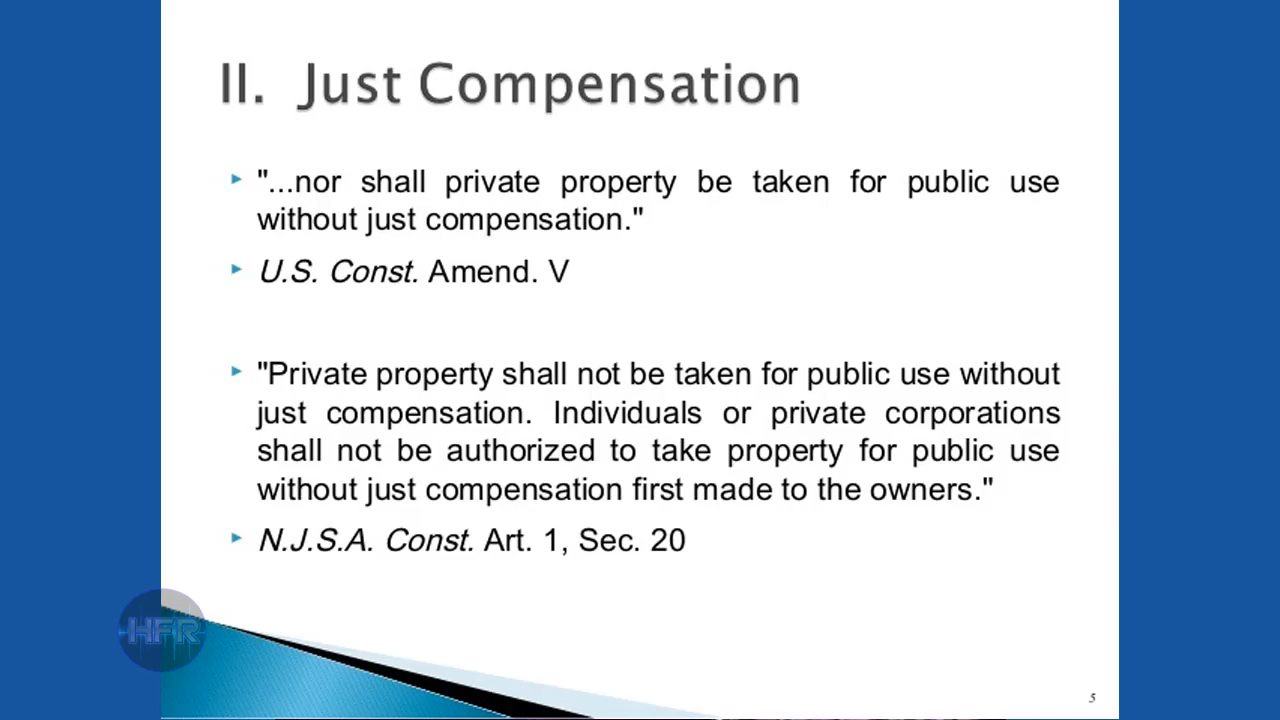 II. Just Compensation
"...nor shall private property be taken for public use
without just compensation."
U.S. Const. Amend. V
"Private property shall not be taken for public use without
just compensation. Individuals or private corporations
shall not be authorized to take property for public use
without just compensation first made to the owners."
N.J.S.A. Const. Art. 1, Sec. 20
HFR
5